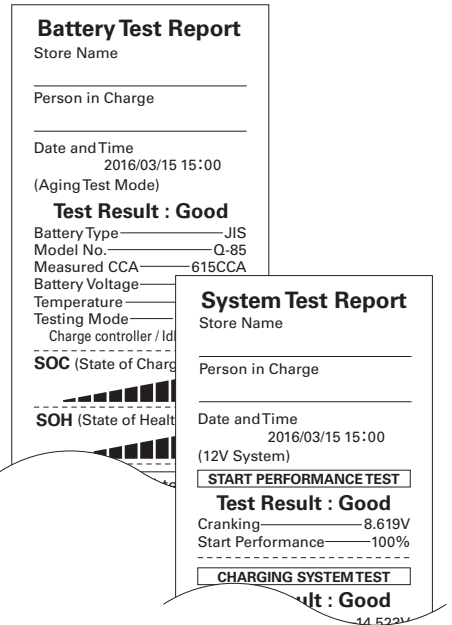 Battery Test Report
Store Name
Person in Charge
Date and Time
2016/03/15 15:00
(Aging Test Mode)
Test Result : Good
Battery Type JIS
Model No. Q-85
Measured CCA 615CCA
Battery Voltage
Temperature
Testing Mode
Charge controller /
SOC (State of
SOH (State of
System Test Report
Store Name
Person in Charge
Date and Time
2016/03/15 15:00
(12V System)
START PERFORMANCE TEST
Test Result : Good
Cranking 8.619V
Start Performance 100%
CHARGING SYSTEM TEST
: Good